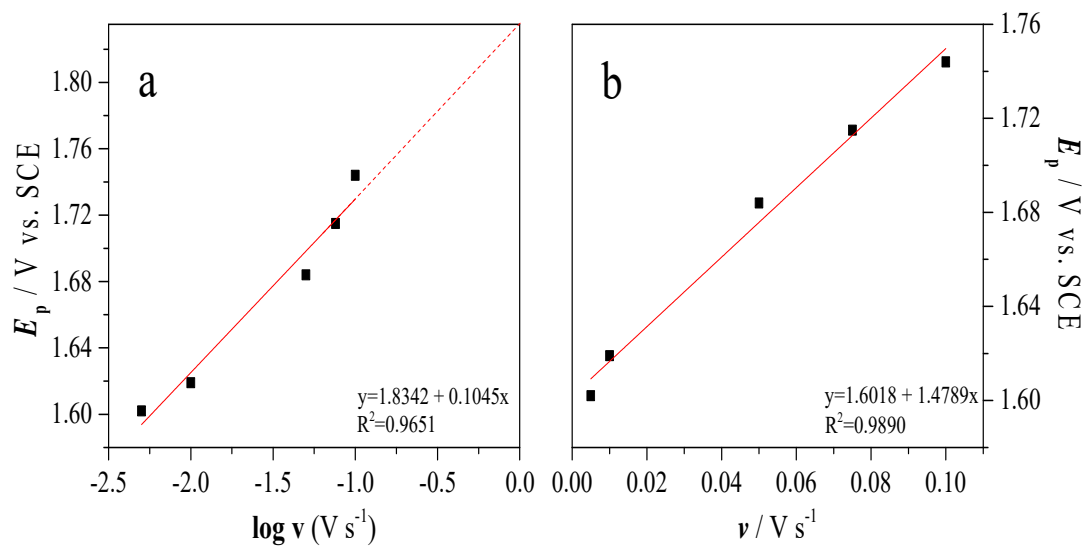 a
1.80
1.76
1.72
1.68
1.64
1.60
E_p / V vs. SCE
y=1.8342 + 0.1045x
R²=0.9651
-2.5 -2.0 -1.5 -1.0 -0.5 0.0
log v (V s⁻¹)
b
1.76
1.72
1.68
1.64
1.60
E_p / V vs. SCE
y=1.6018 + 1.4789x
R²=0.9890
0.00 0.02 0.04 0.06 0.08 0.10
ν / V s⁻¹